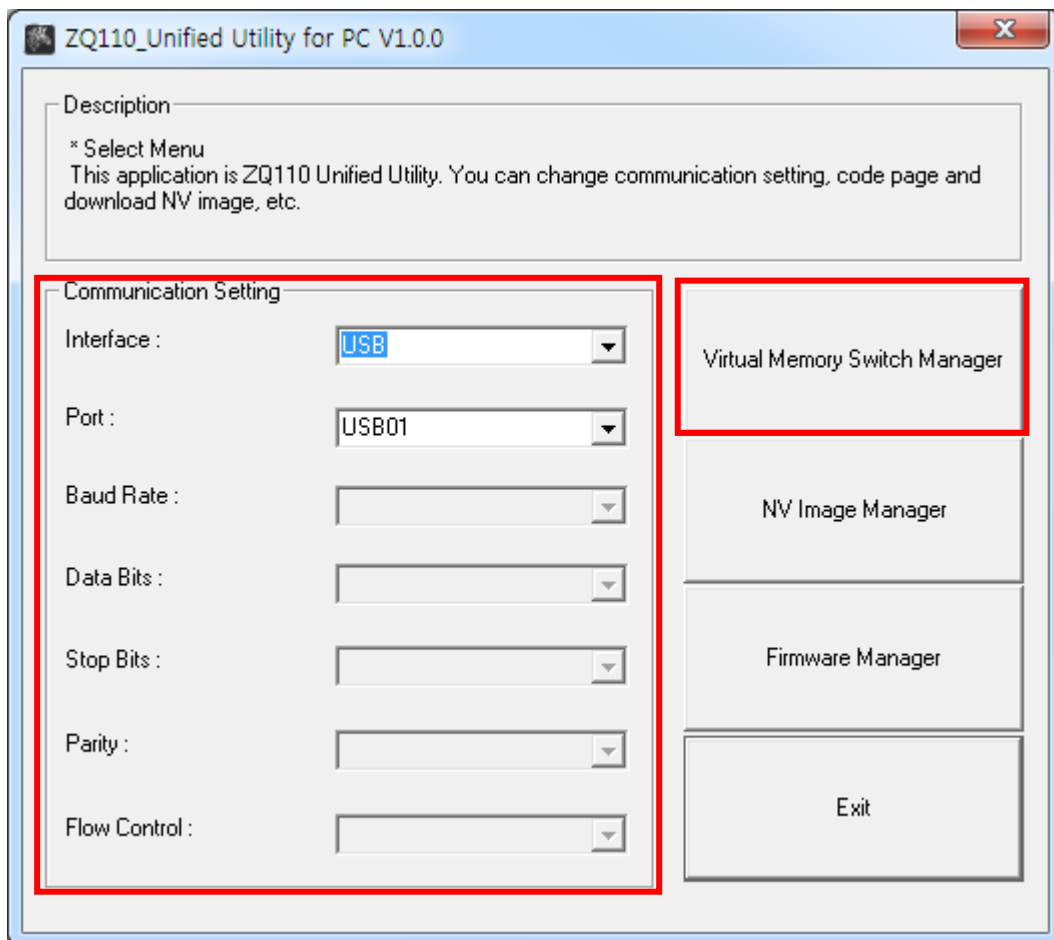 ZQ110_Unified Utility for PC V1.0.0
Description
* Select Menu
This application is ZQ110 Unified Utility. You can change communication setting, code page and
download NV image, etc.
Communication Setting
Interface :
USB
Port :
USB01
Baud Rate :
Data Bits :
Stop Bits :
Parity :
Flow Control :
Virtual Memory Switch Manager
NV Image Manager
Firmware Manager
Exit